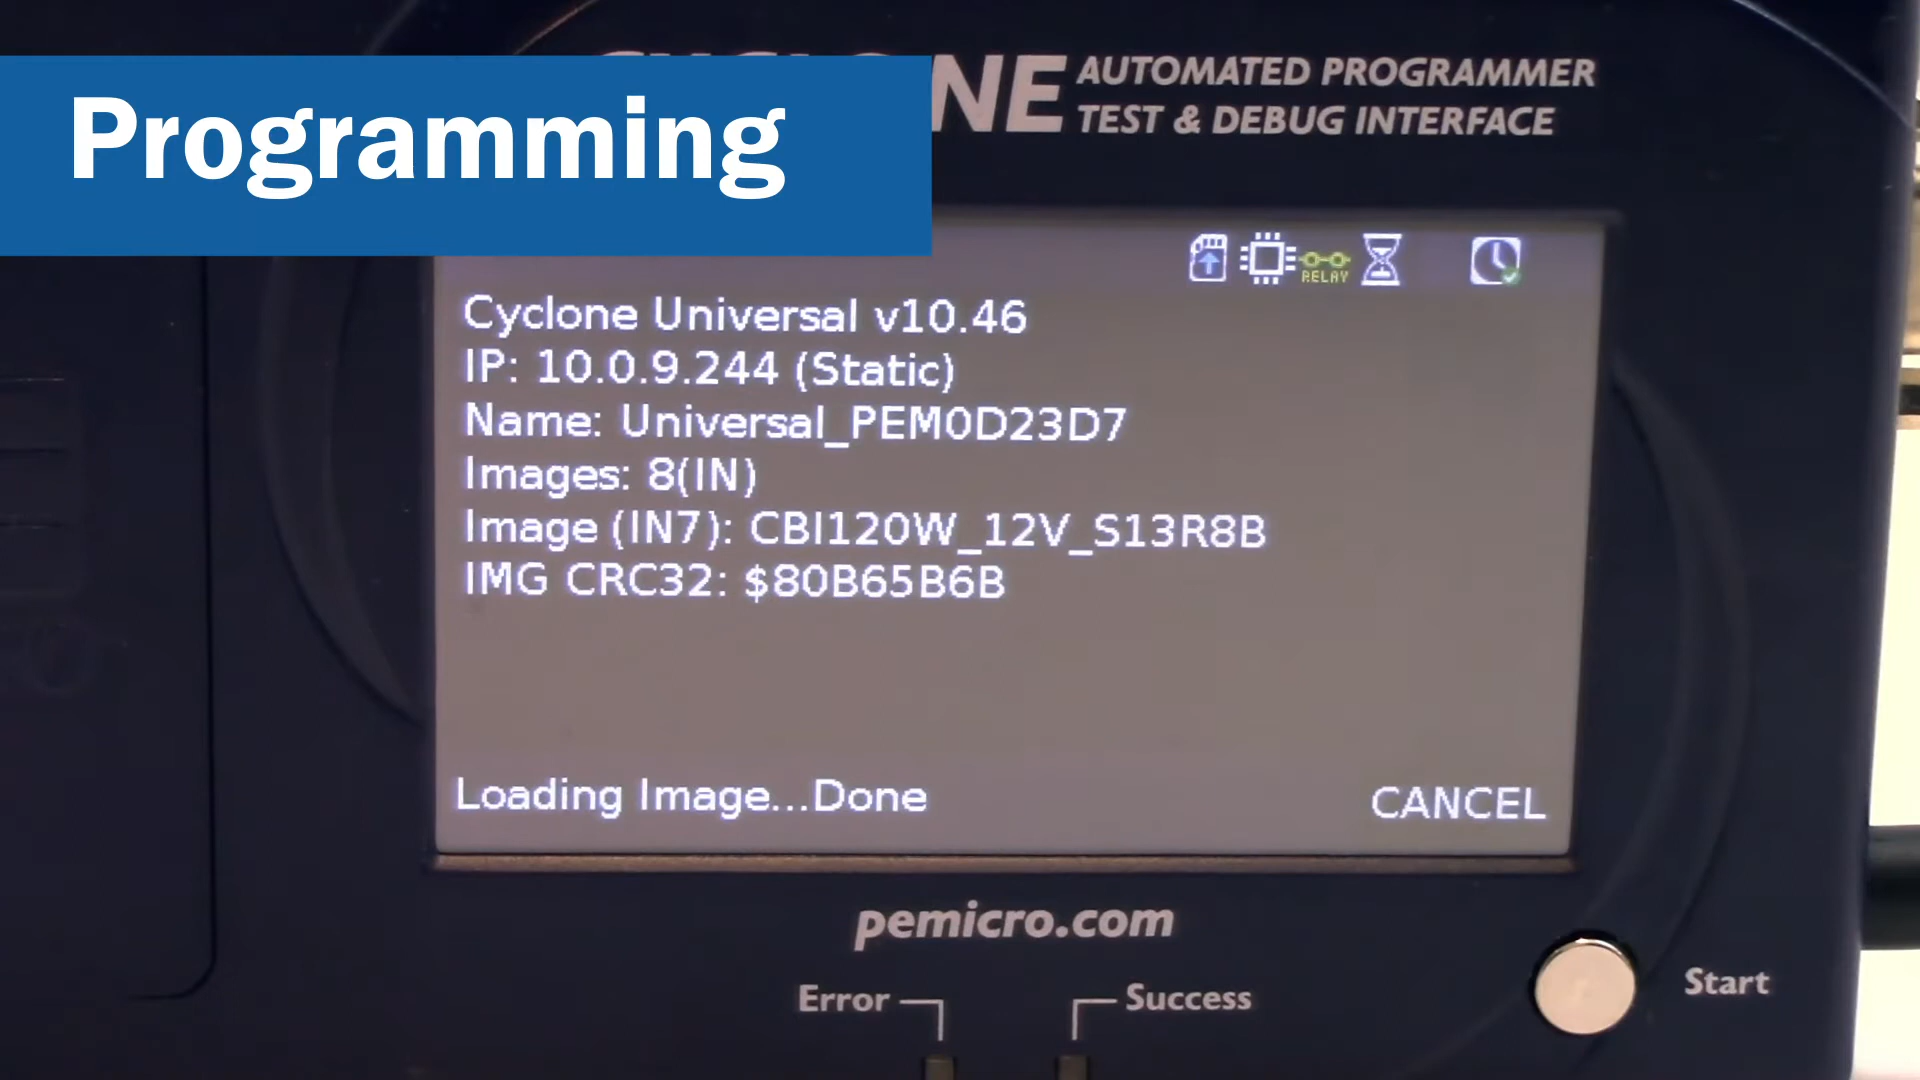 Programming
NE
AUTOMATED PROGRAMMER
TEST & DEBUG INTERFACE
RELAY
Cyclone Universal v10.46
IP: 10.0.9.244 (Static)
Name: Universal_PEM0D23D7
Images: 8(IN)
Image (IN7): CBI120W_12V_S13R8B
IMG CRC32: $80B65B6B
Loading Image...Done
CANCEL
pemicro.com
Error
Success
Start